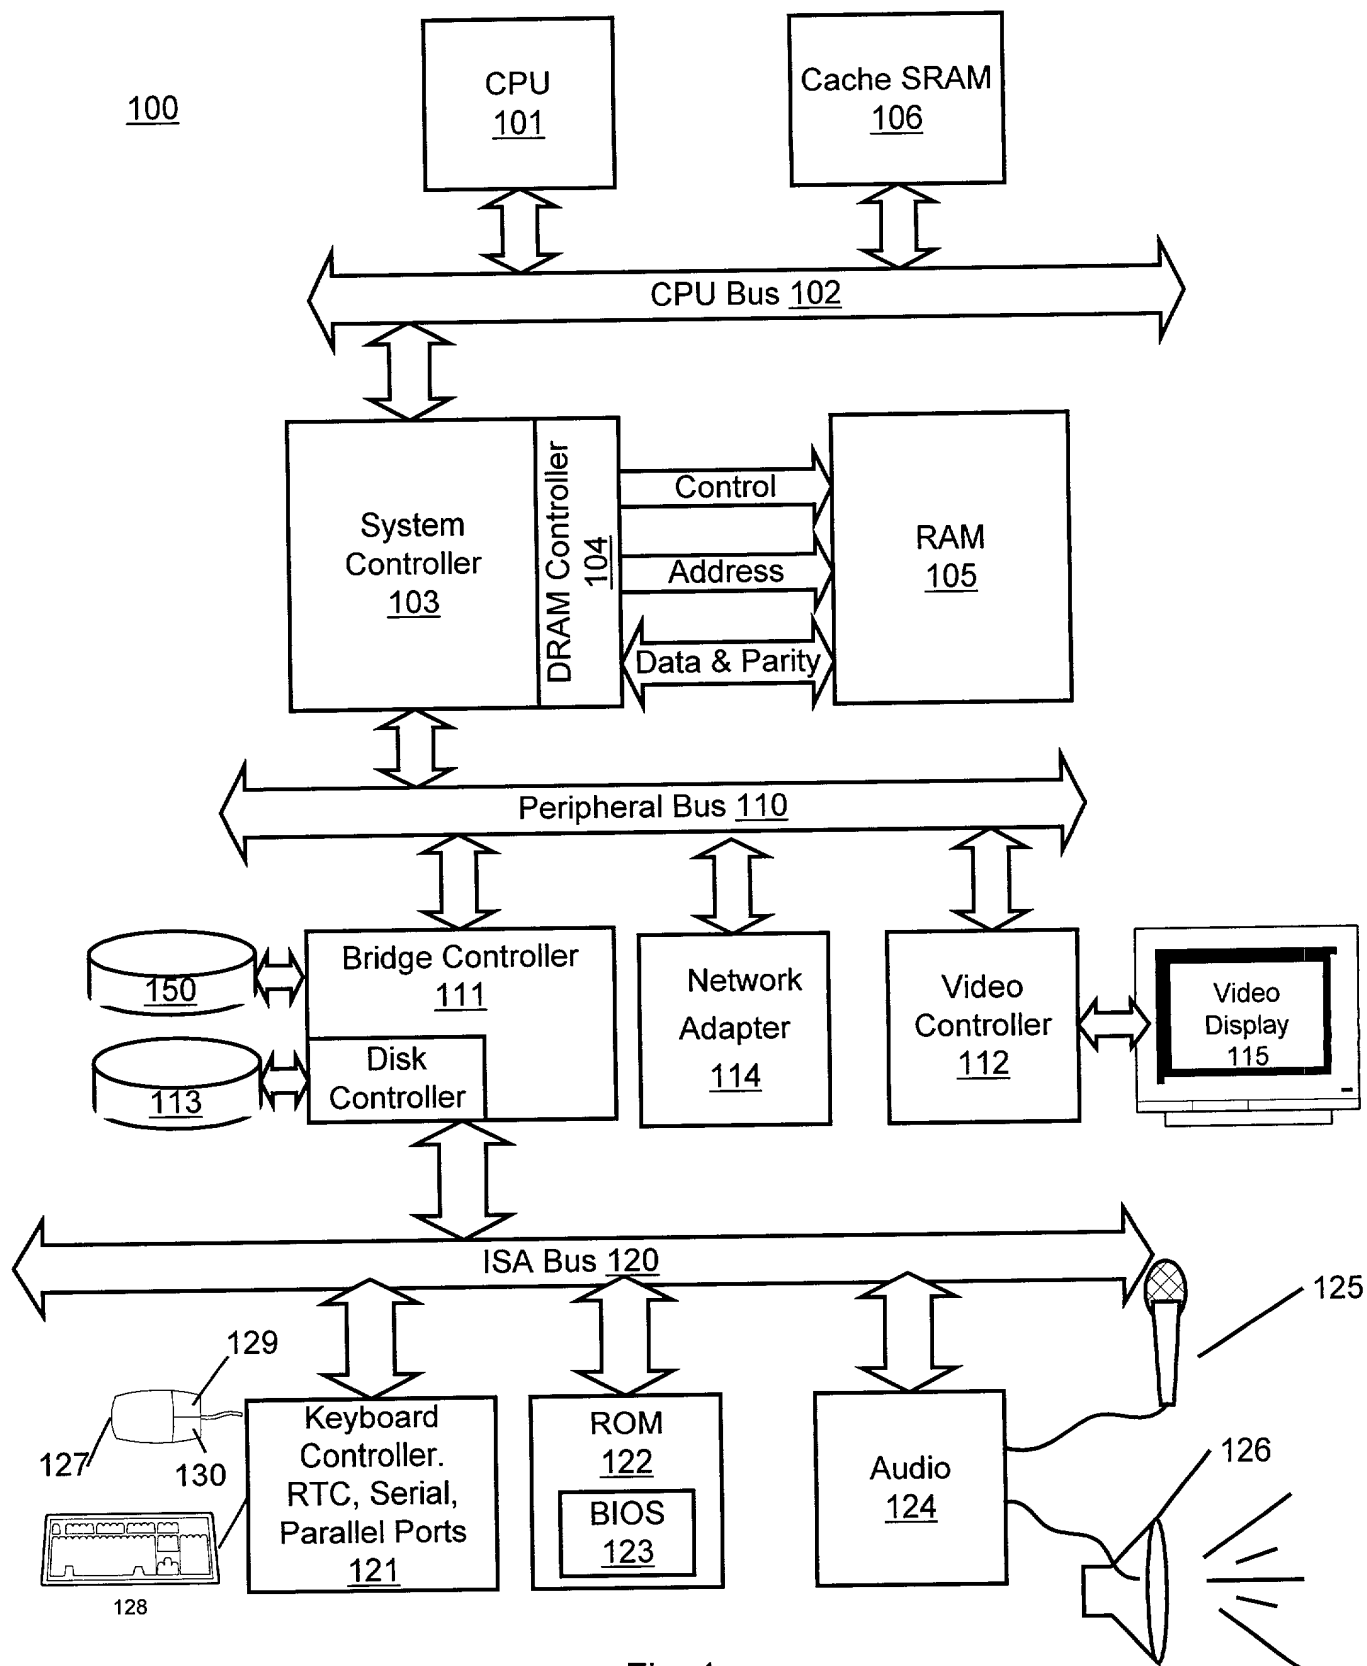 100
CPU
101
Cache SRAM
106
CPU Bus 102
System
Controller
103
DRAM Controller
104
Control
Address
Data & Parity
RAM
105
Peripheral Bus 110
150
113
Bridge Controller
111
Disk
Controller
Network
Adapter
114
Video
Controller
112
Video
Display
115
ISA Bus 120
125
129
127
130
128
Keyboard
Controller.
RTC, Serial,
Parallel Ports
121
ROM
122
BIOS
123
Audio
124
126